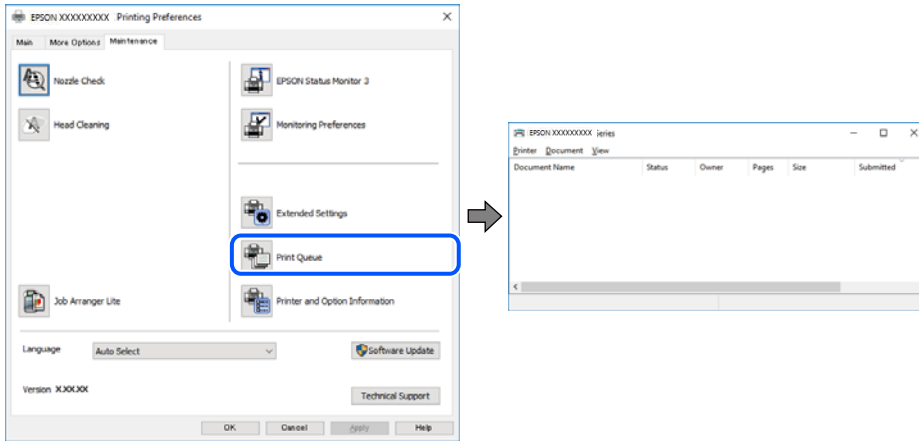 EPSON XXXXXXXXX Printing Preferences
Main More Options Maintenance
Nozzle Check
EPSON Status Monitor 3
Head Cleaning
Monitoring Preferences
Extended Settings
Print Queue
Job Arranger Lite
Printer and Option Information
Language Auto Select
Software Update
Version X.XX.XX
Technical Support
OK Cancel Apply Help
EPSON XXXXXXXXX eries
Printer Document View
Document Name Status Owner Pages Size Submitted